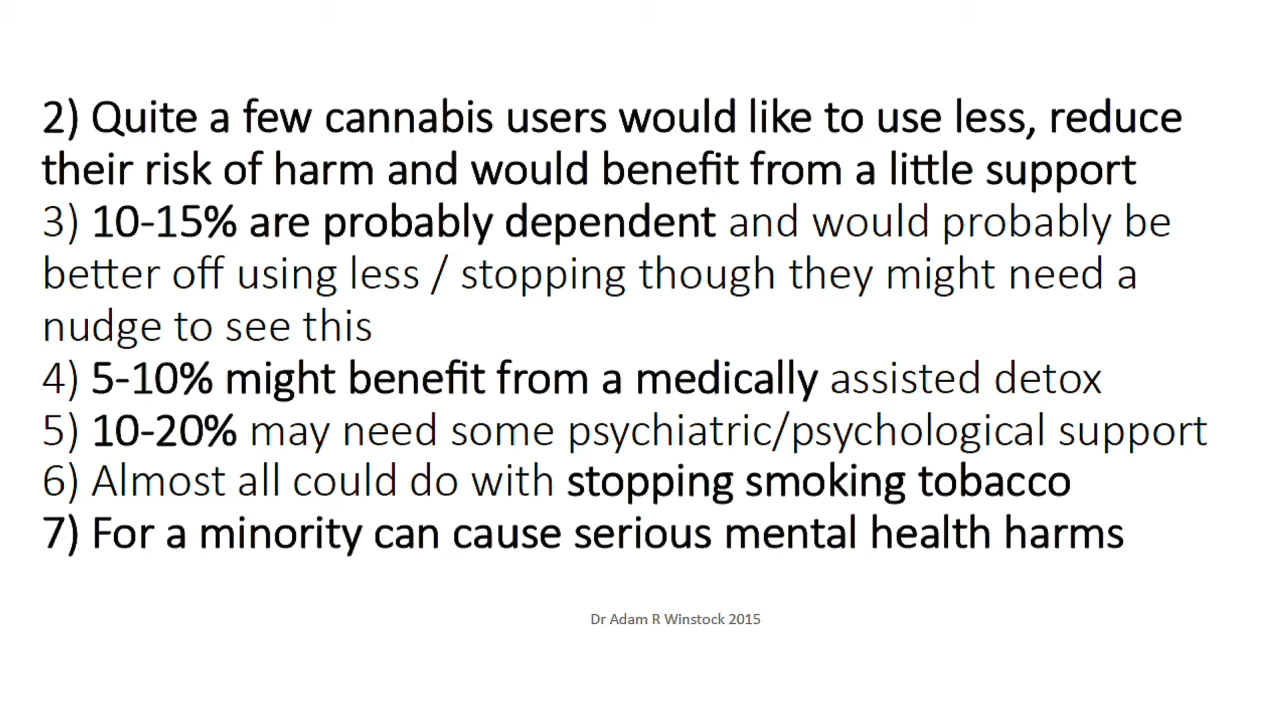 2) Quite a few cannabis users would like to use less, reduce
their risk of harm and would benefit from a little support
3) 10-15% are probably dependent and would probably be
better off using less / stopping though they might need a
nudge to see this
4) 5-10% might benefit from a medically assisted detox
5) 10-20% may need some psychiatric/psychological support
6) Almost all could do with stopping smoking tobacco
7) For a minority can cause serious mental health harms
Dr Adam R Winstock 2015